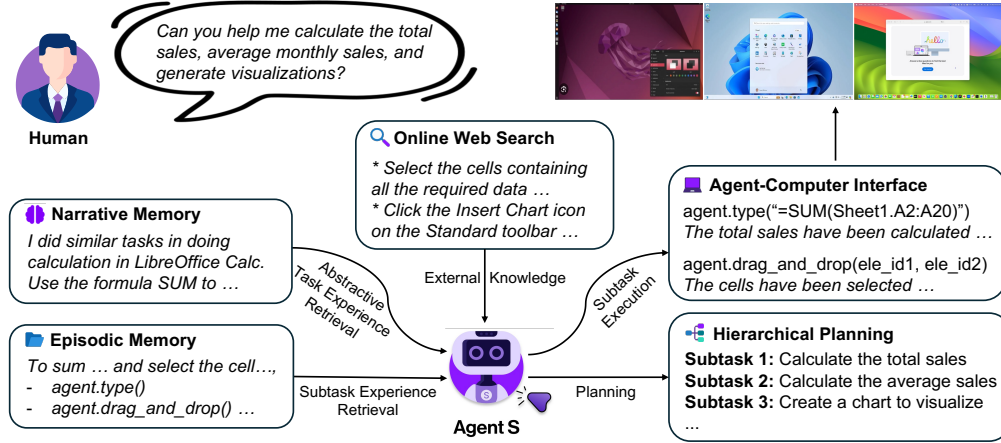 Can you help me calculate the total
sales, average monthly sales, and
generate visualizations?
Human
Online Web Search
* Select the cells containing
all the required data …
* Click the Insert Chart icon
on the Standard toolbar …
Narrative Memory
I did similar tasks in doing
calculation in LibreOffice Calc.
Use the formula SUM to …
Episodic Memory
To sum … and select the cell…,
- agent.type()
- agent.drag_and_drop() …
Abstractive
Task Experience
Retrieval
External Knowledge
Subtask Experience
Retrieval
Agent S
Subtask
Execution
Planning
Agent-Computer Interface
agent.type(“=SUM(Sheet1.A2:A20)”)
The total sales have been calculated …
agent.drag_and_drop(ele_id1, ele_id2)
The cells have been selected …
Hierarchical Planning
Subtask 1: Calculate the total sales
Subtask 2: Calculate the average sales
Subtask 3: Create a chart to visualize
...